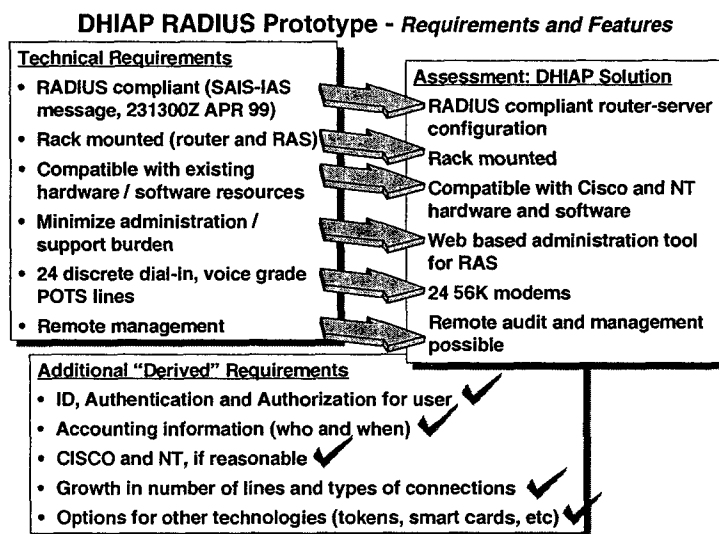 DHIAP RADIUS Prototype - Requirements and Features
Technical Requirements
• RADIUS compliant (SAIS-IAS
message, 231300Z APR 99)
• Rack mounted (router and RAS)
• Compatible with existing
hardware / software resources
• Minimize administration /
support burden
• 24 discrete dial-in, voice grade
POTS lines
• Remote management
Assessment: DHIAP Solution
RADIUS compliant router-server
configuration
Rack mounted
Compatible with Cisco and NT
hardware and software
Web based administration tool
for RAS
24 56K modems
Remote audit and management
possible
Additional “Derived” Requirements
• ID, Authentication and Authorization for user
• Accounting information (who and when)
• CISCO and NT, if reasonable
• Growth in number of lines and types of connections
• Options for other technologies (tokens, smart cards, etc)